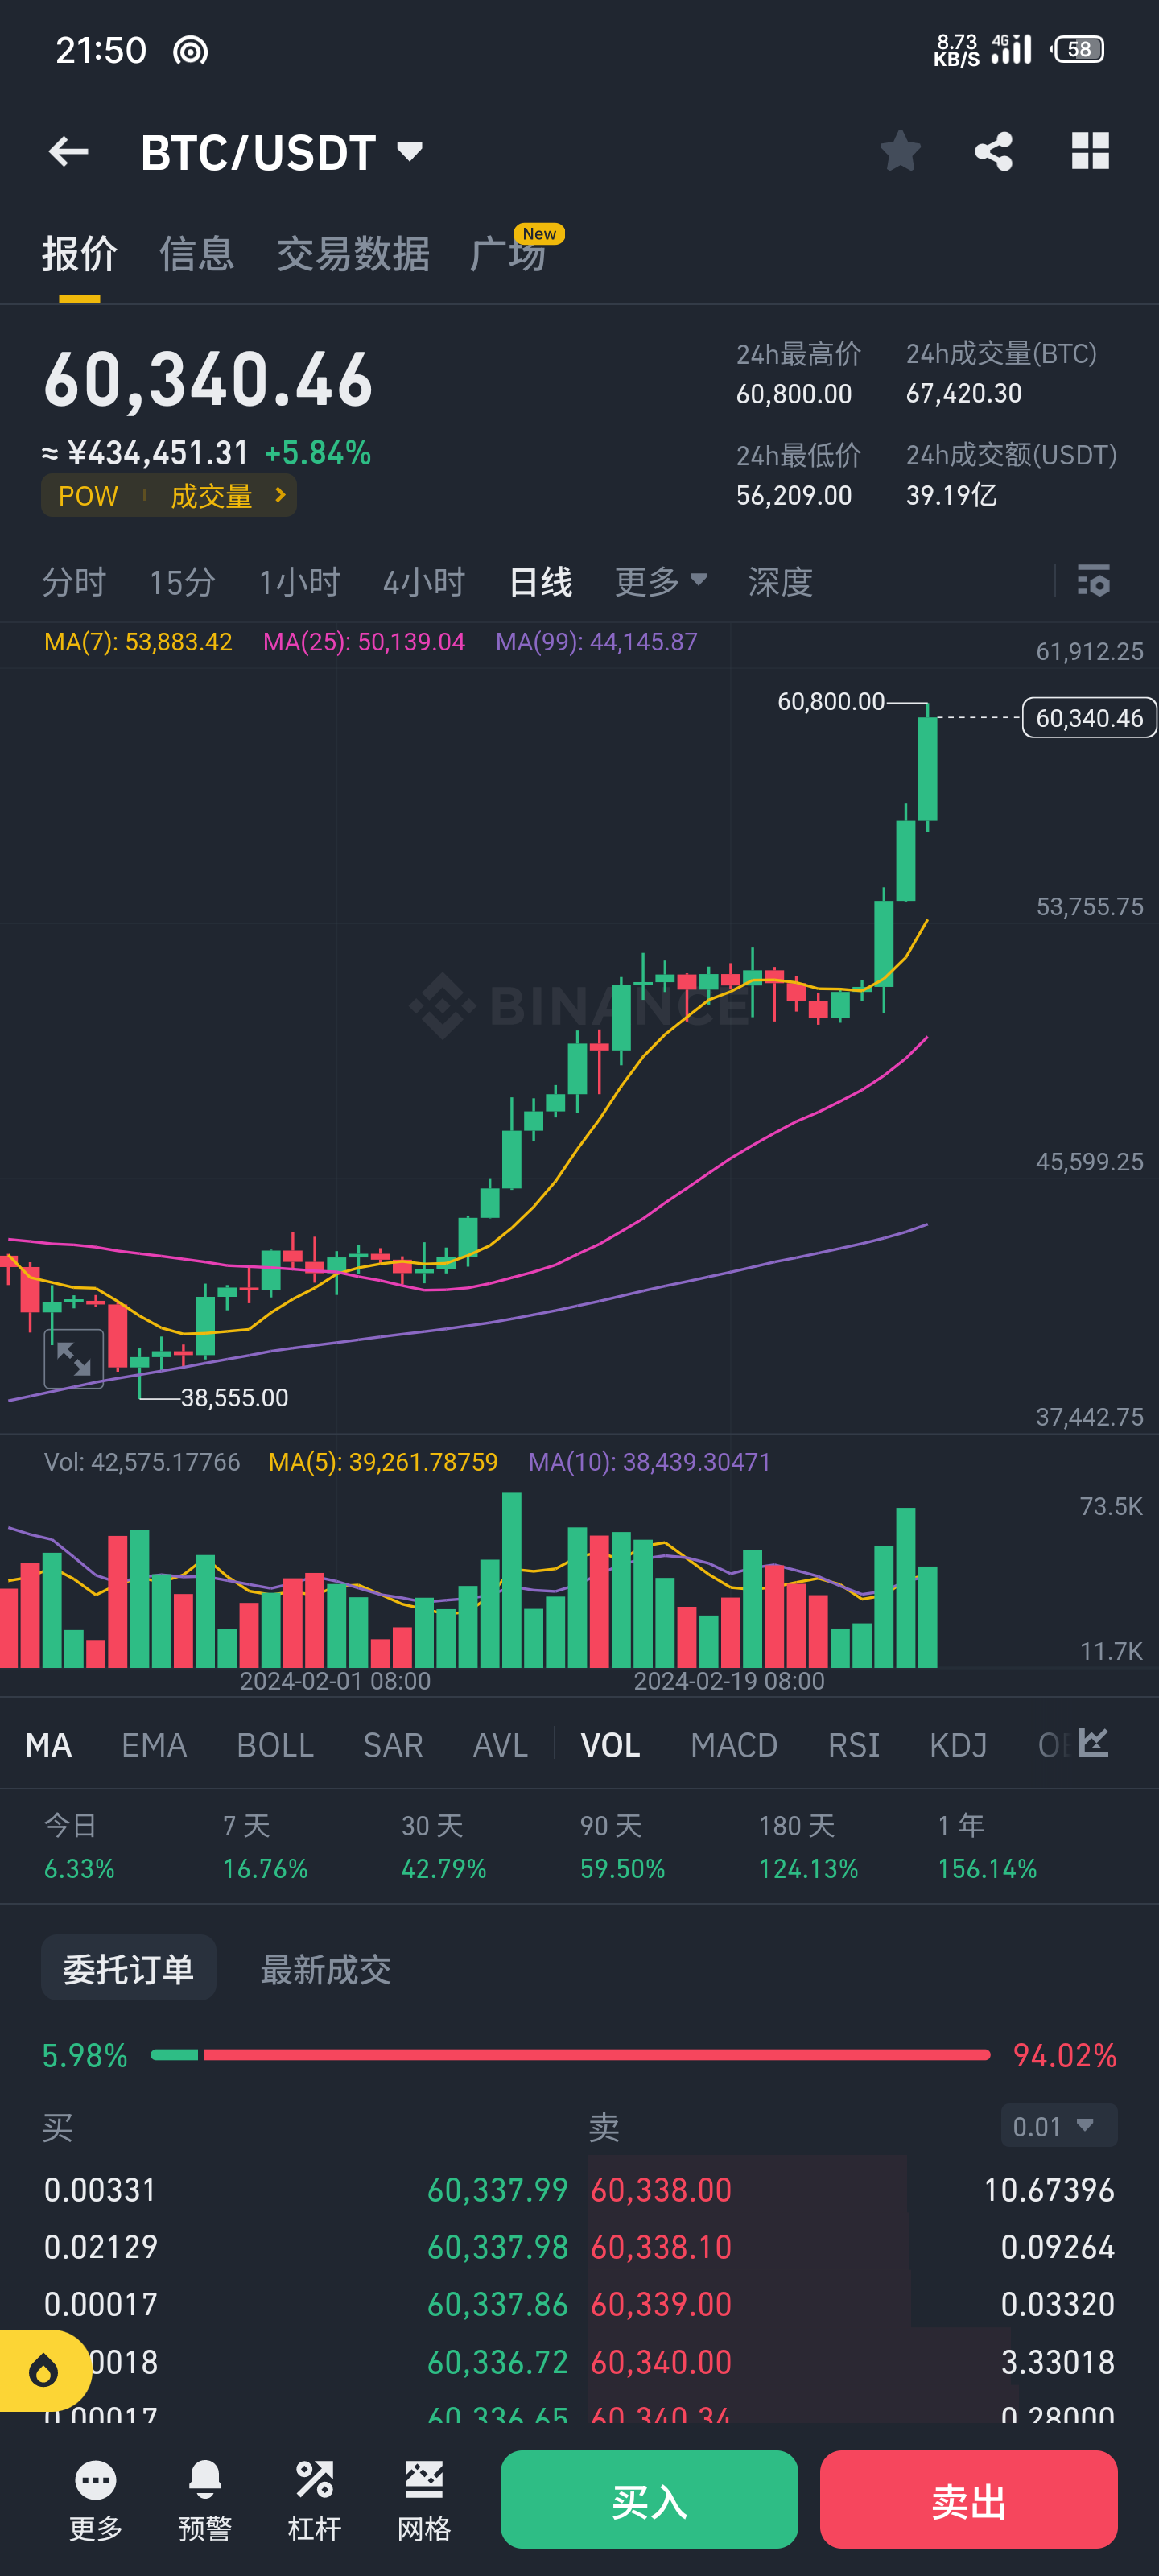 21:50
8.73 KB/S 4G 58
BTC/USDT
报价 信息 交易数据 广场 New
60,340.46
≈ ¥434,451.31 +5.84%
POW 成交量
24h最高价 24h成交量(BTC)
60,800.00 67,420.30
24h最低价 24h成交额(USDT)
56,209.00 39.19亿
分时 15分 1小时 4小时 日线 更多 深度
MA(7): 53,883.42 MA(25): 50,139.04 MA(99): 44,145.87
61,912.25
60,800.00
60,340.46
53,755.75
BINANCE
45,599.25
38,555.00
37,442.75
Vol: 42,575.17766 MA(5): 39,261.78759 MA(10): 38,439.30471
73.5K
11.7K
2024-02-01 08:00 2024-02-19 08:00
MA EMA BOLL SAR AVL VOL MACD RSI KDJ
今日 7 天 30 天 90 天 180 天 1 年
6.33% 16.76% 42.79% 59.50% 124.13% 156.14%
委托订单 最新成交
5.98% 94.02%
买 卖 0.01
0.00331 60,337.99 60,338.00 10.67396
0.02129 60,337.98 60,338.10 0.09264
0.00017 60,337.86 60,339.00 0.03320
0018 60,336.72 60,340.00 3.33018
0.00017 60,336.65 60,340.34 0.28000
更多 预警 杠杆 网格 买入 卖出